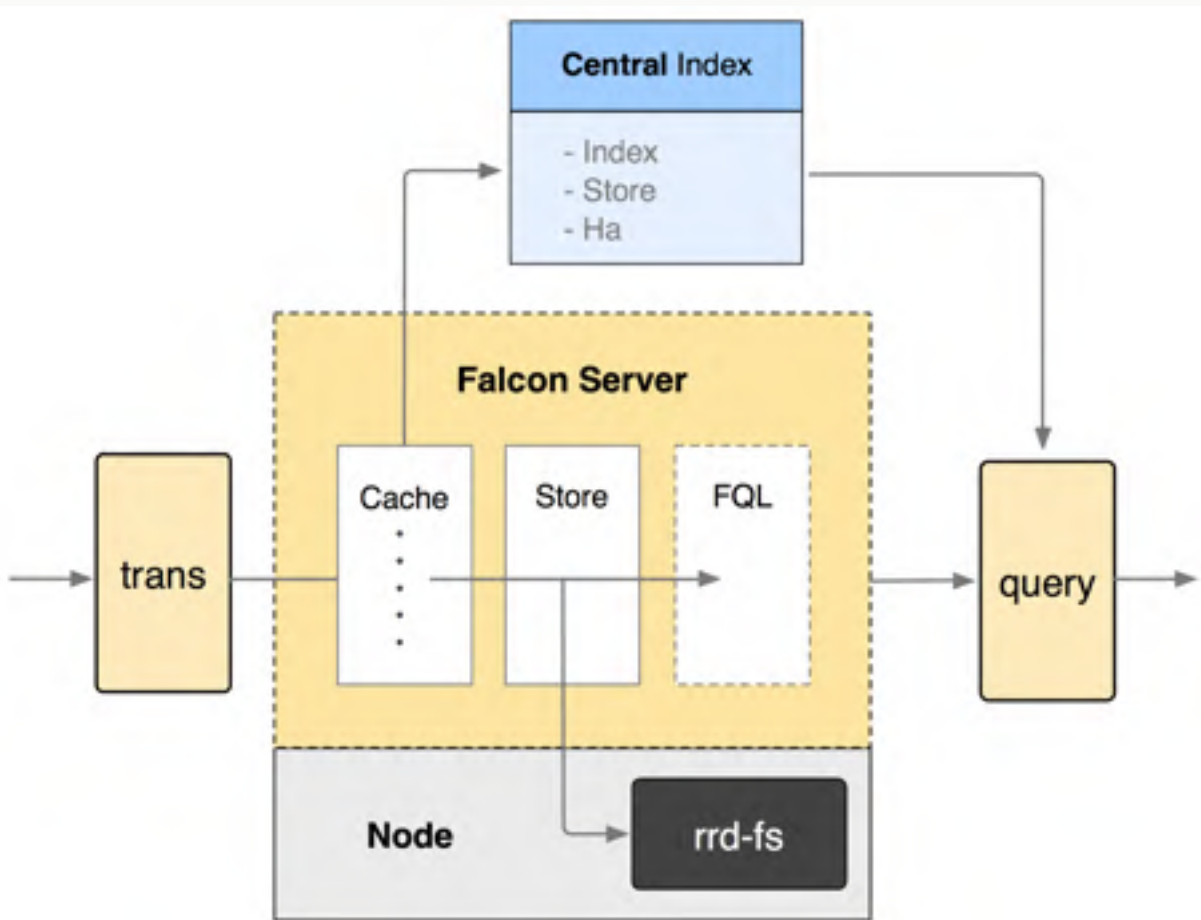 Central Index
- Index
- Store
- Ha
Falcon Server
Cache
Store
FQL
trans
query
Node
rrd-fs